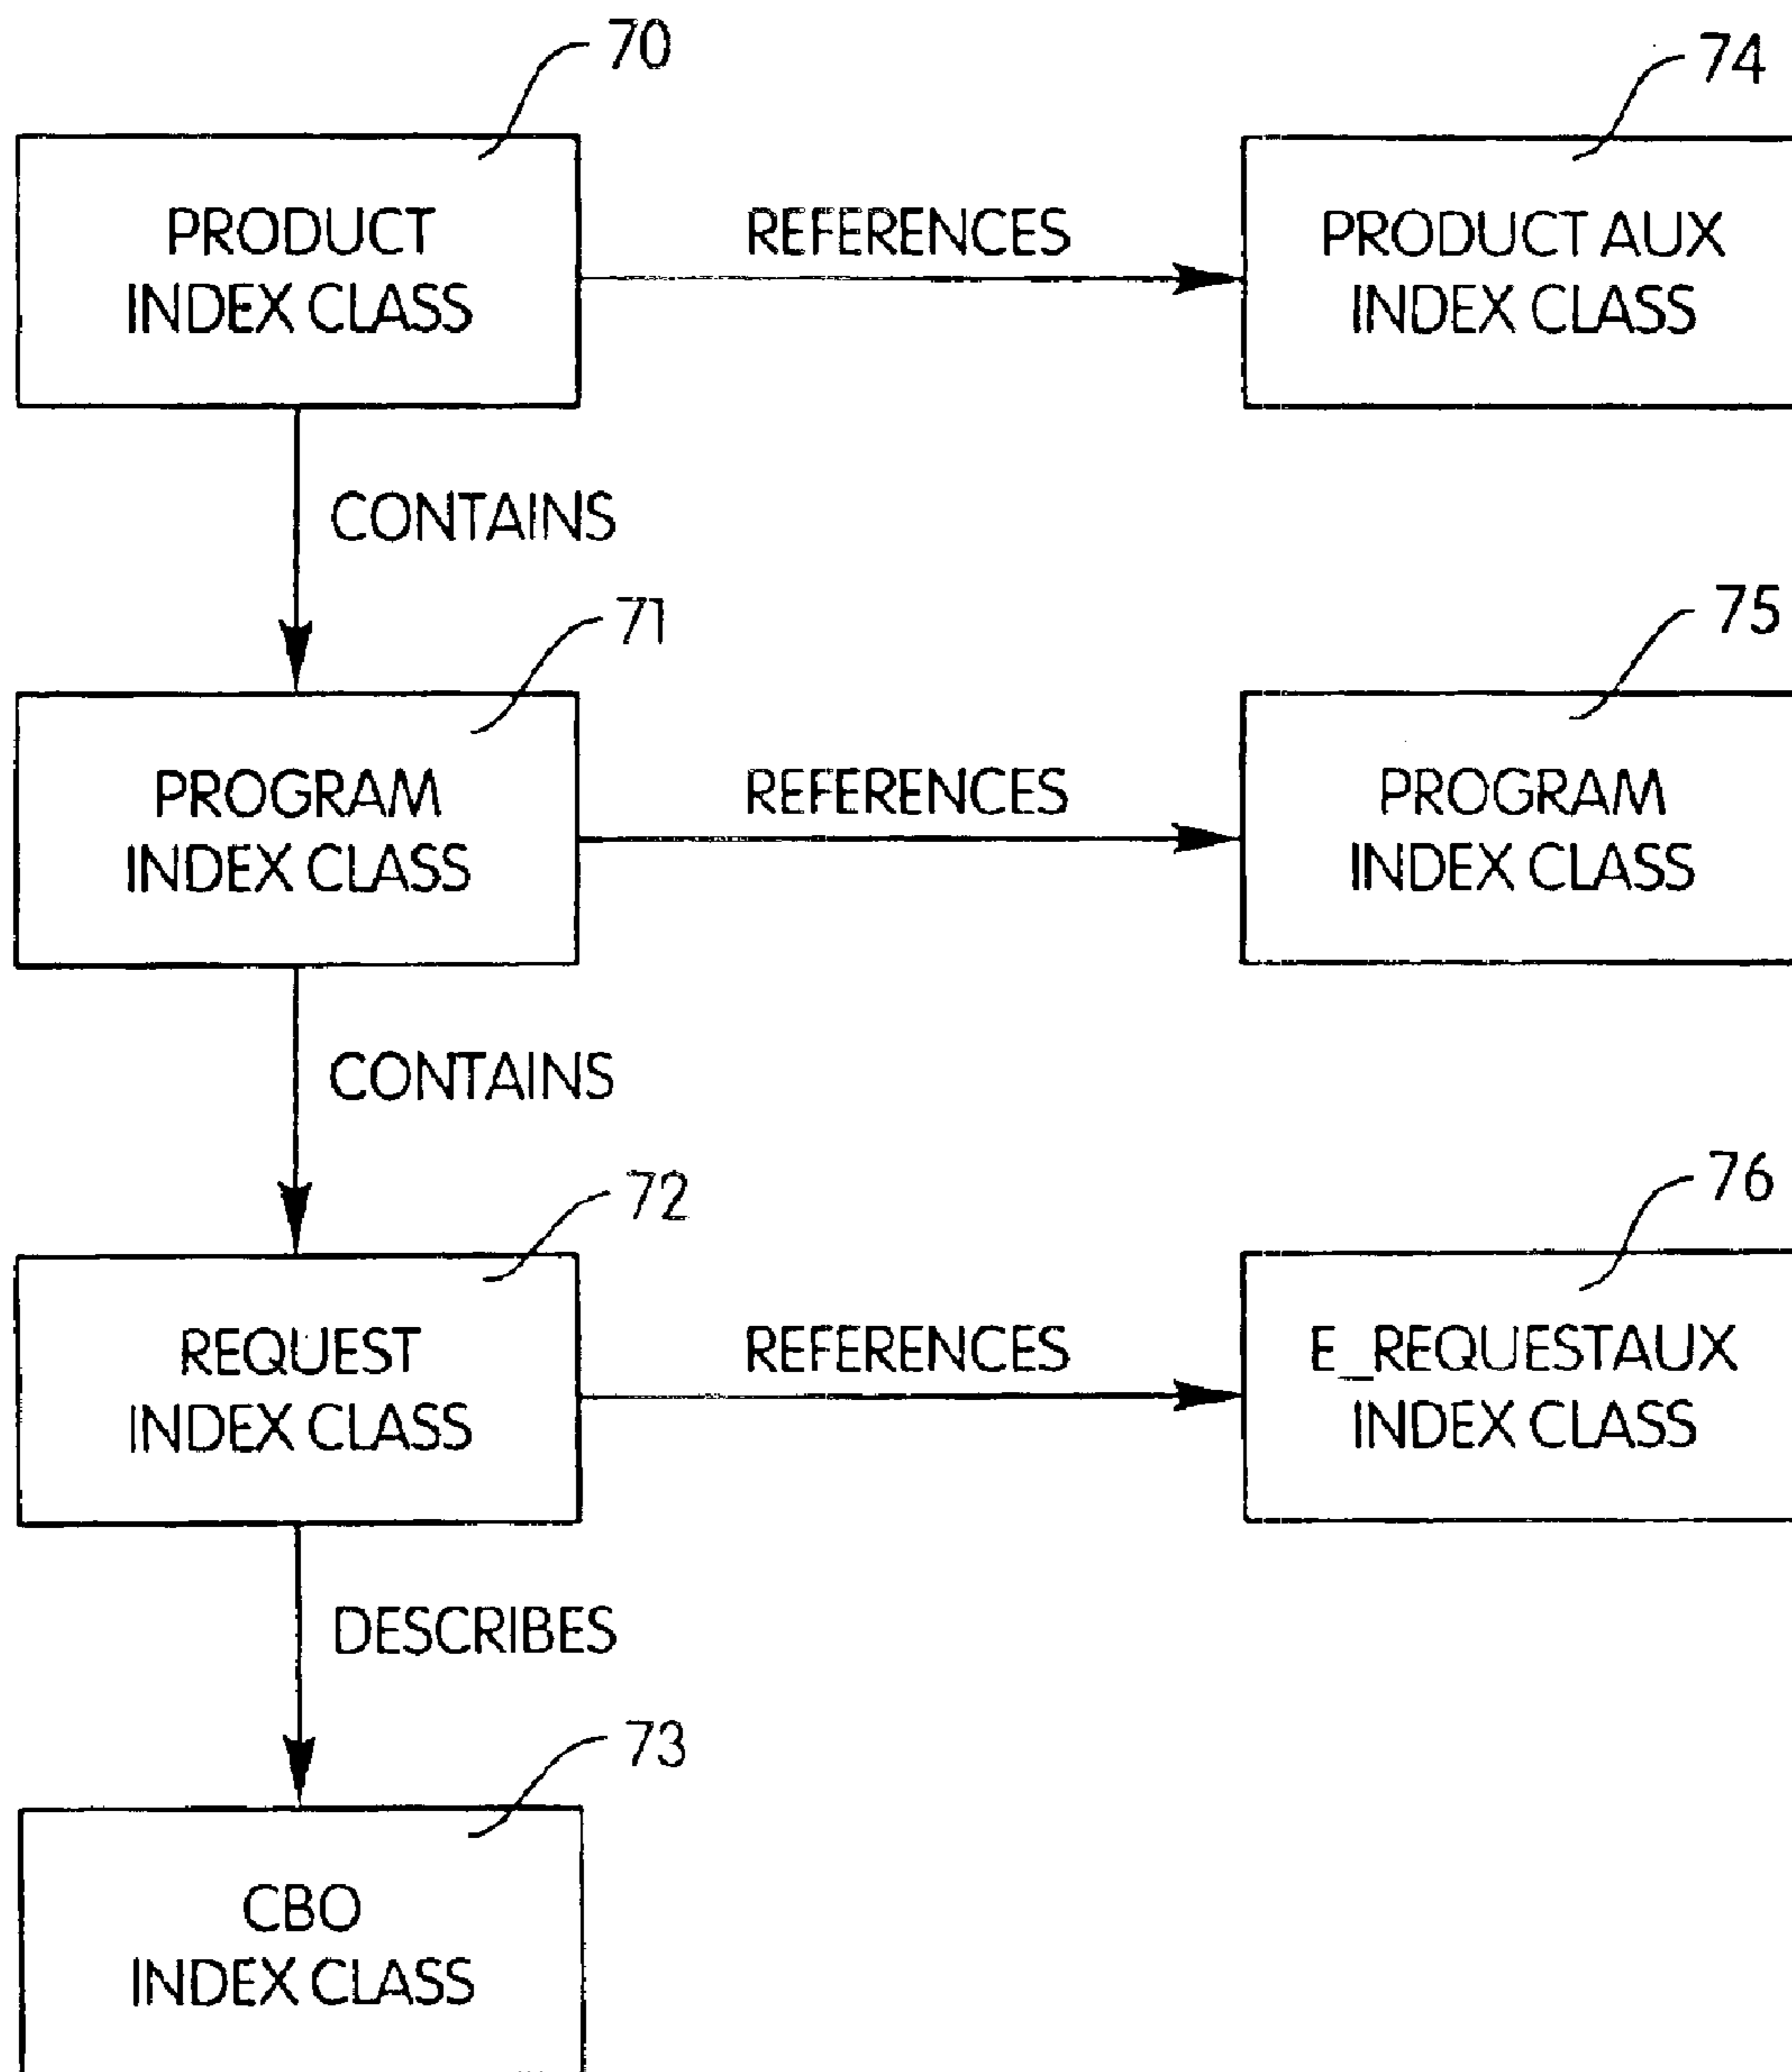 70
74
PRODUCT
INDEX CLASS
REFERENCES
PRODUCT AUX
INDEX CLASS
CONTAINS
71
75
PROGRAM
INDEX CLASS
REFERENCES
PROGRAM
INDEX CLASS
CONTAINS
72
76
REQUEST
INDEX CLASS
REFERENCES
E_REQUESTAUX
INDEX CLASS
DESCRIBES
73
CBO
INDEX CLASS